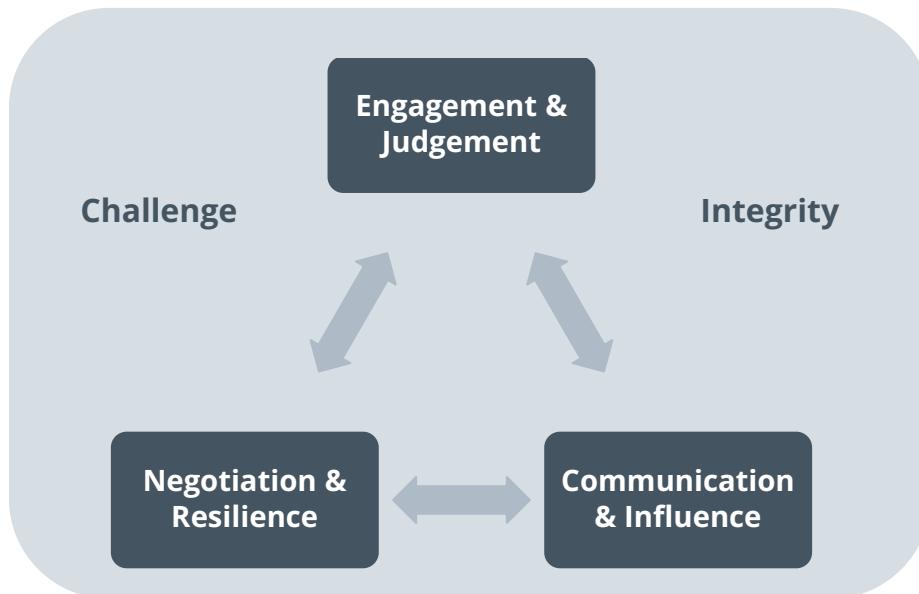 Engagement &
Judgement
Challenge
Integrity
Negotiation &
Resilience
Communication
& Influence